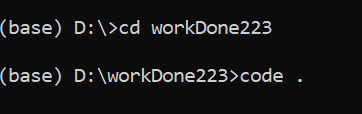 (base) D:\>cd workDone223
(base) D:\workDone223>code .